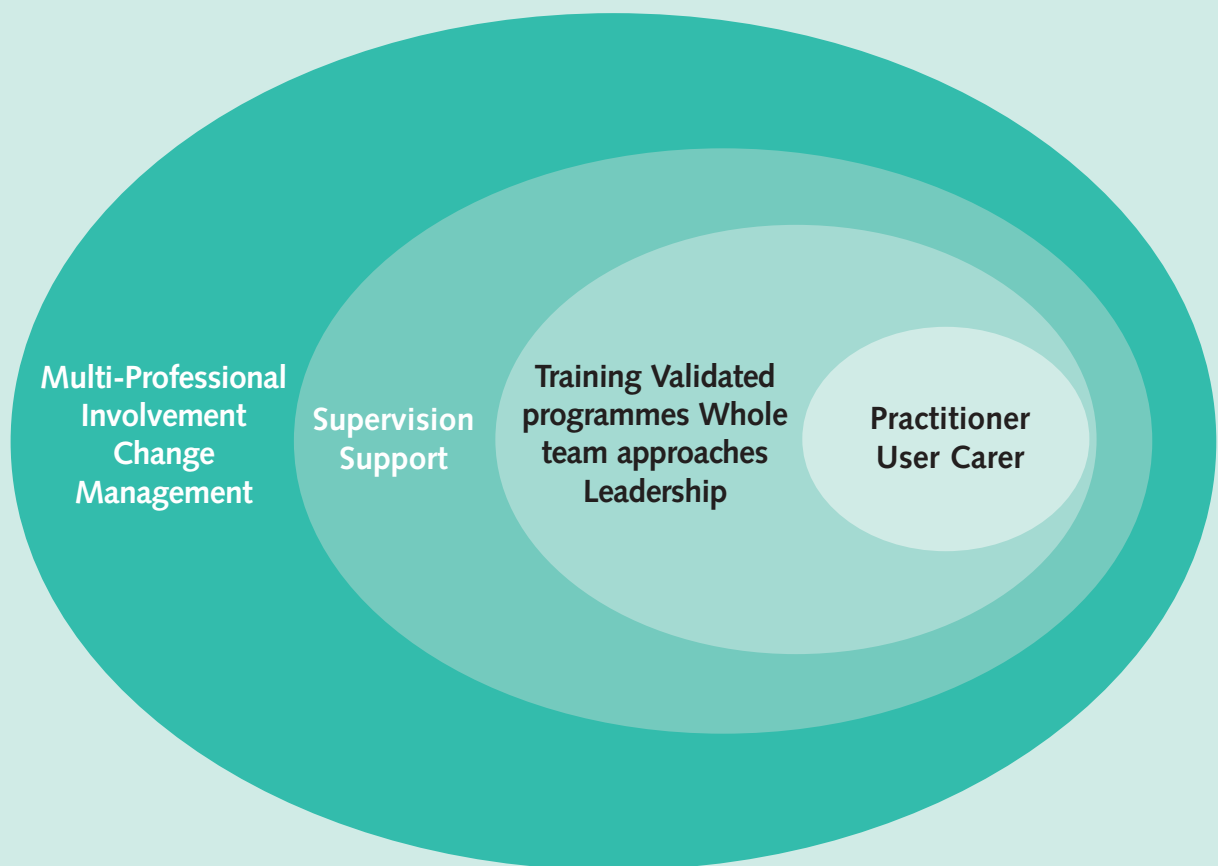 Multi-Professional
Involvement
Change
Management
Supervision
Support
Training Validated
programmes Whole
team approaches
Leadership
Practitioner
User Carer